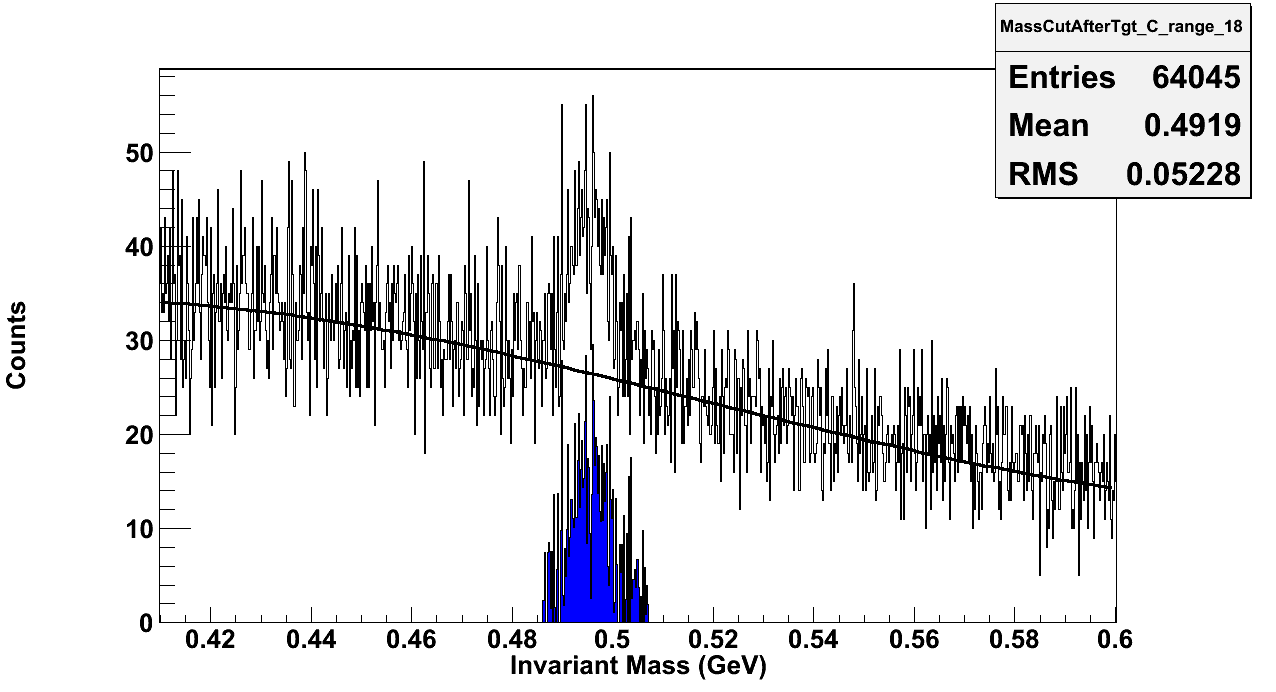 MassCutAfterTgt_C_range_18
Entries 64045
Mean 0.4919
RMS 0.05228
Counts
50
40
30
20
10
0
0.42 0.44 0.46 0.48 0.5 0.52 0.54 0.56 0.58 0.6
Invariant Mass (GeV)